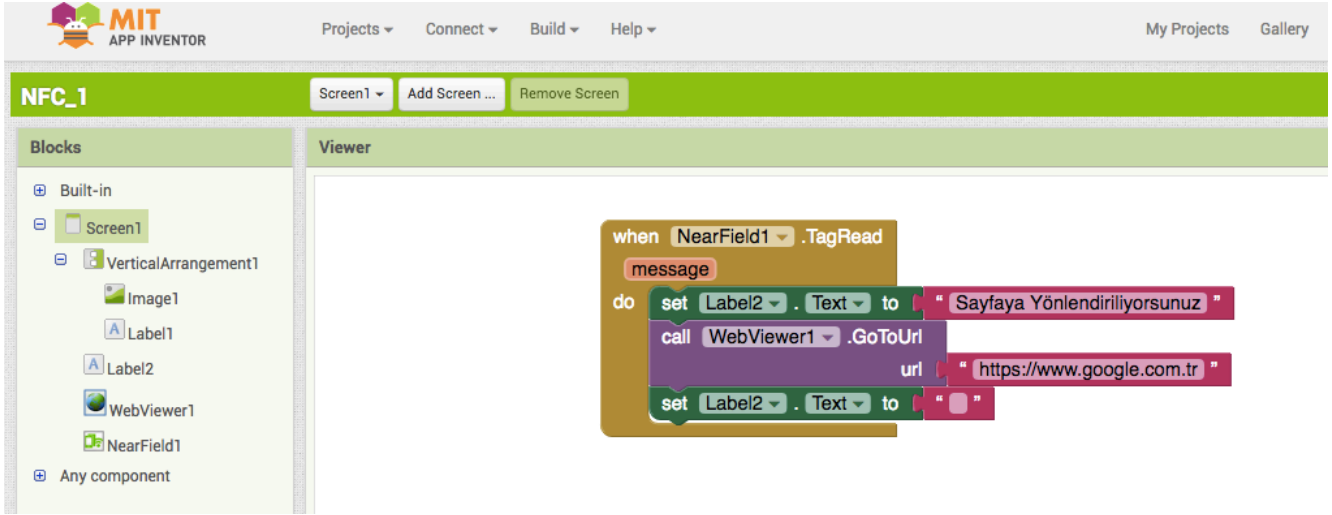 MIT
APP INVENTOR
Projects
Connect
Build
Help
My Projects
Gallery
NFC_1
Screen1
Add Screen ...
Remove Screen
Blocks
Viewer
Built-in
Screen1
VerticalArrangement1
Image1
A Label1
A Label2
WebViewer1
NearField1
Any component
when NearField1 .TagRead
message
do set Label2 . Text to " Sayfaya Yönlendiriliyorsunuz "
call WebViewer1 .GoToUrl
url " https://www.google.com.tr "
set Label2 . Text to " "